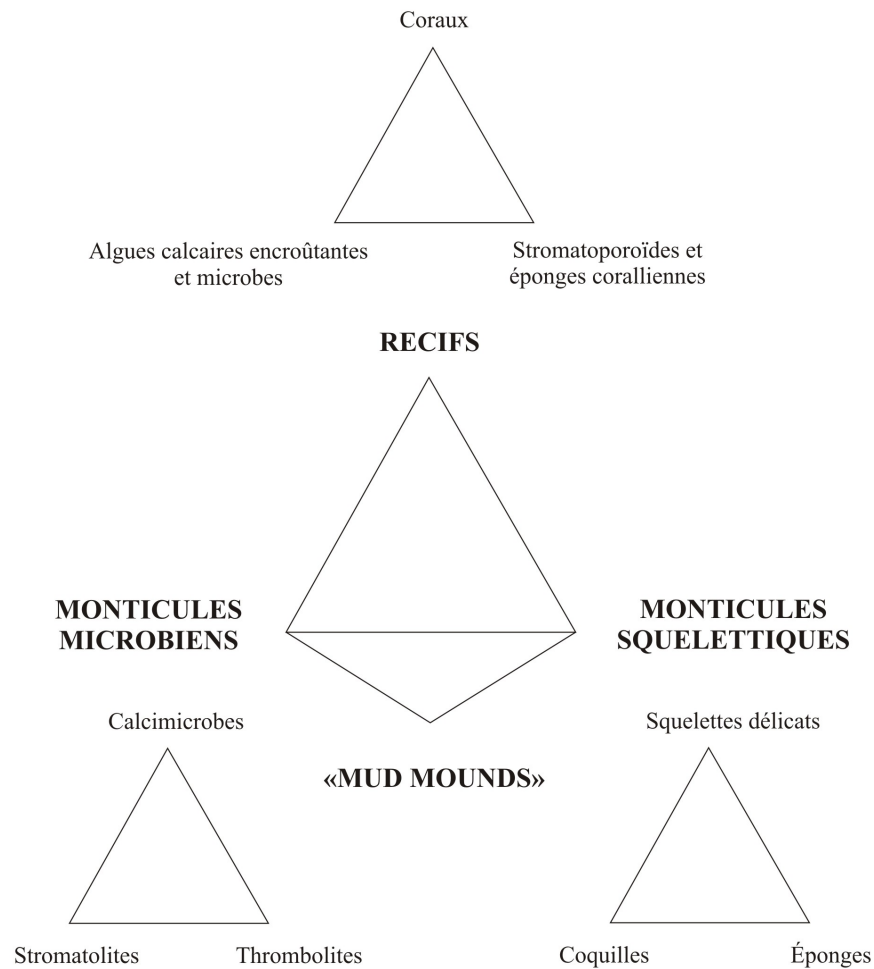 Coraux
Algues calcaires encroûtantes
et microbes
Stromatoporoïdes et
éponges coralliennes
RECIFS
MONTICULES
MICROBIENS
MONTICULES
SQUELETTIQUES
Calcimicrobes
Squelettes délicats
«MUD MOUNDS»
Stromatolites
Thrombolites
Coquilles
Éponges